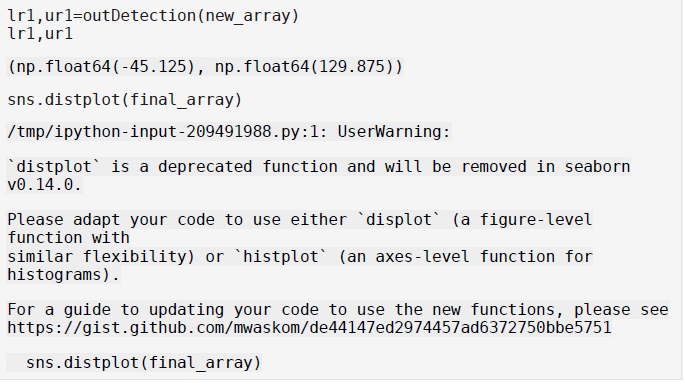 lr1,ur1=outDetection(new_array)
lr1,ur1
(np.float64(-45.125), np.float64(129.875))
sns.distplot(final_array)
/tmp/ipython-input-209491988.py:1: UserWarning:
`distplot` is a deprecated function and will be removed in seaborn
v0.14.0.
Please adapt your code to use either `displot` (a figure-level
function with
similar flexibility) or `histplot` (an axes-level function for
histograms).
For a guide to updating your code to use the new functions, please see
https://gist.github.com/mwaskom/de44147ed2974457ad6372750bbe5751
sns.distplot(final_array)